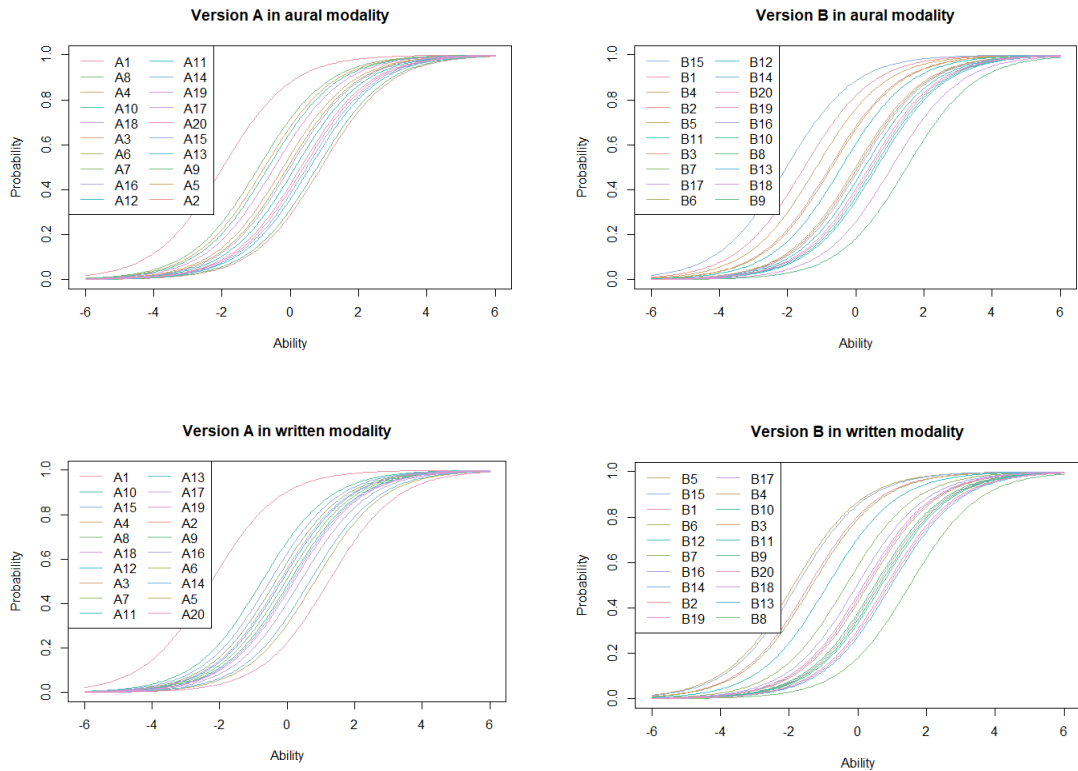 Version A in aural modality
1.0
0.8
0.6
0.4
0.2
0.0
Probability
A1 A11
A8 A14
A4 A19
A10 A17
A18 A20
A3 A15
A6 A13
A7 A9
A16 A5
A12 A2
-6 -4 -2 0 2 4 6
Ability
Version B in aural modality
1.0
0.8
0.6
0.4
0.2
0.0
Probability
B15 B12
B1 B14
B4 B20
B2 B19
B5 B16
B11 B10
B3 B8
B7 B13
B17 B18
B6 B9
-6 -4 -2 0 2 4 6
Ability
Version A in written modality
1.0
0.8
0.6
0.4
0.2
0.0
Probability
A1 A13
A10 A17
A15 A19
A4 A2
A8 A9
A18 A16
A12 A6
A3 A14
A7 A5
A11 A20
-6 -4 -2 0 2 4 6
Ability
Version B in written modality
1.0
0.8
0.6
0.4
0.2
0.0
Probability
B5 B17
B15 B4
B1 B10
B6 B3
B12 B11
B7 B9
B16 B20
B14 B18
B2 B13
B19 B8
-6 -4 -2 0 2 4 6
Ability